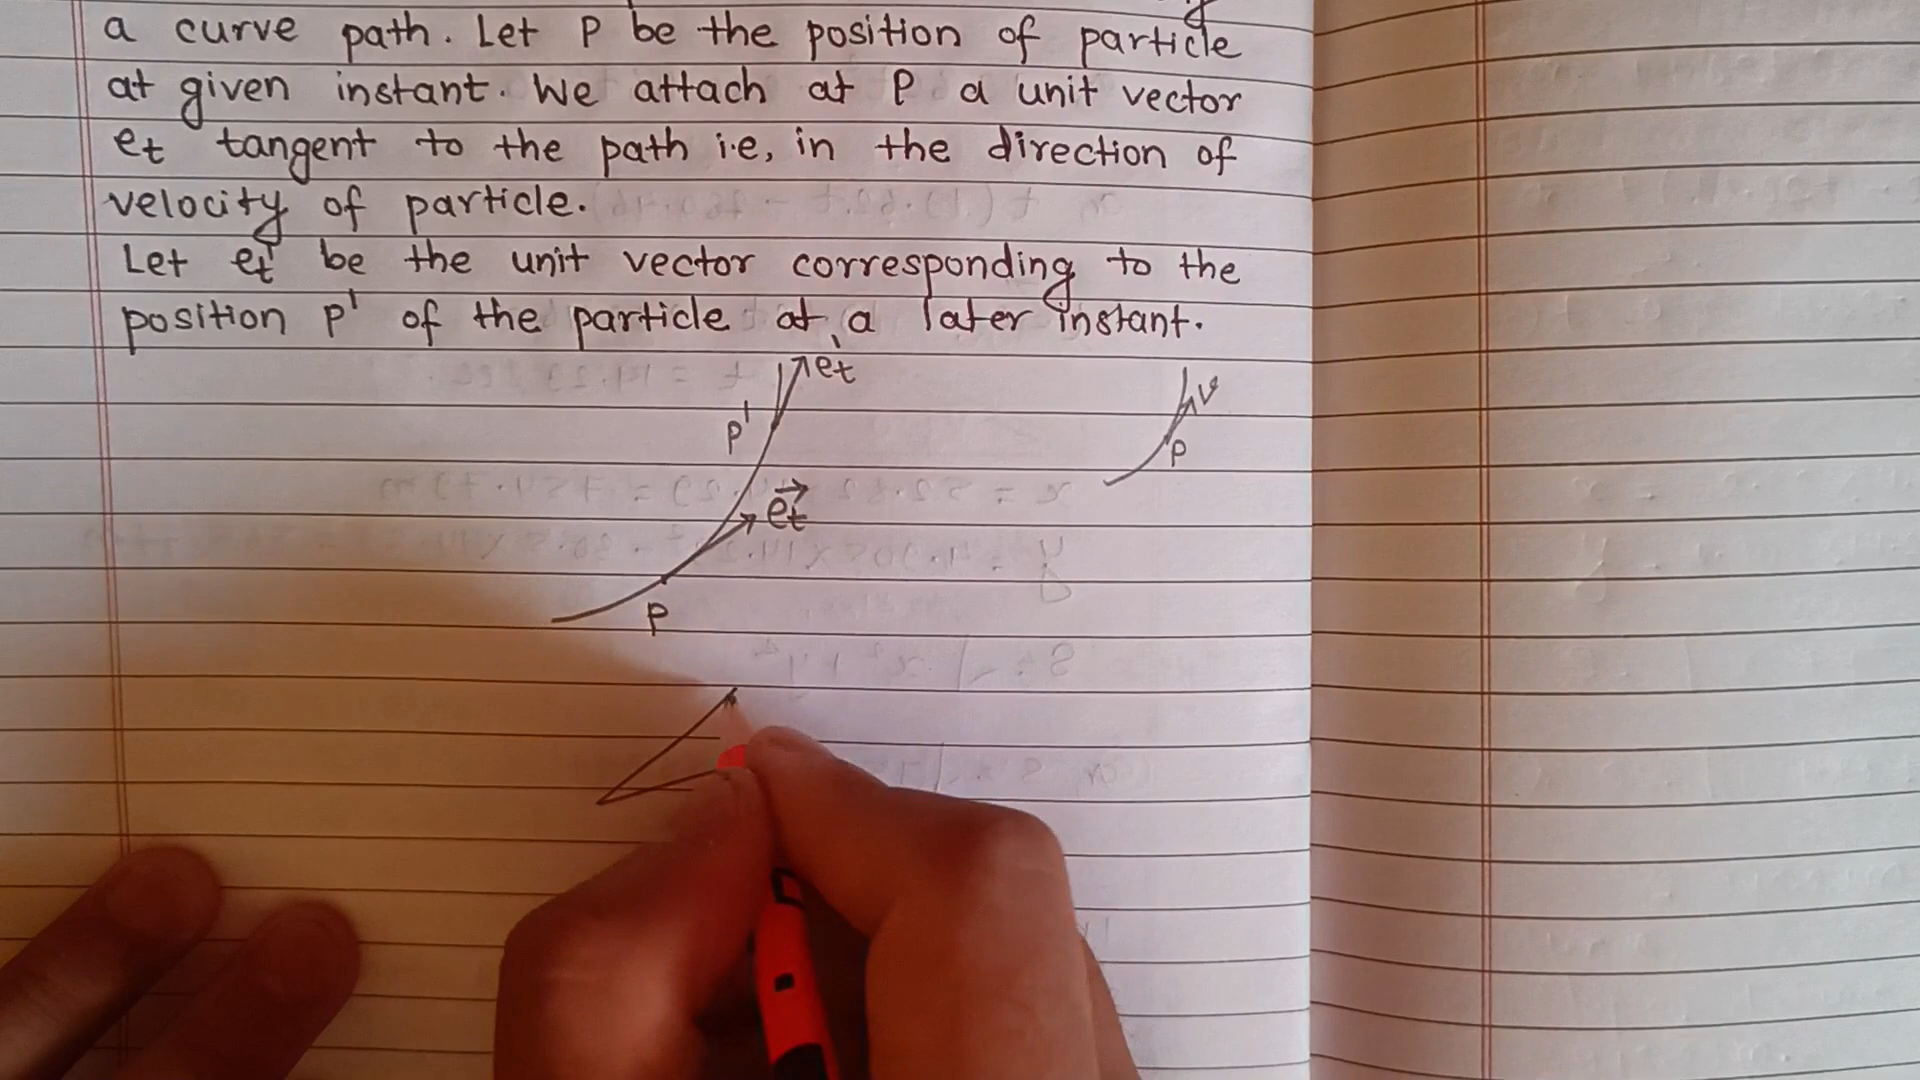 a curve path. Let P be the position of particle
at given instant. We attach at P a unit vector
et tangent to the path i.e, in the direction of
velocity of particle.
Let et' be the unit vector corresponding to the
position P' of the particle at a later instant.
et'
P'
v
P
et
P